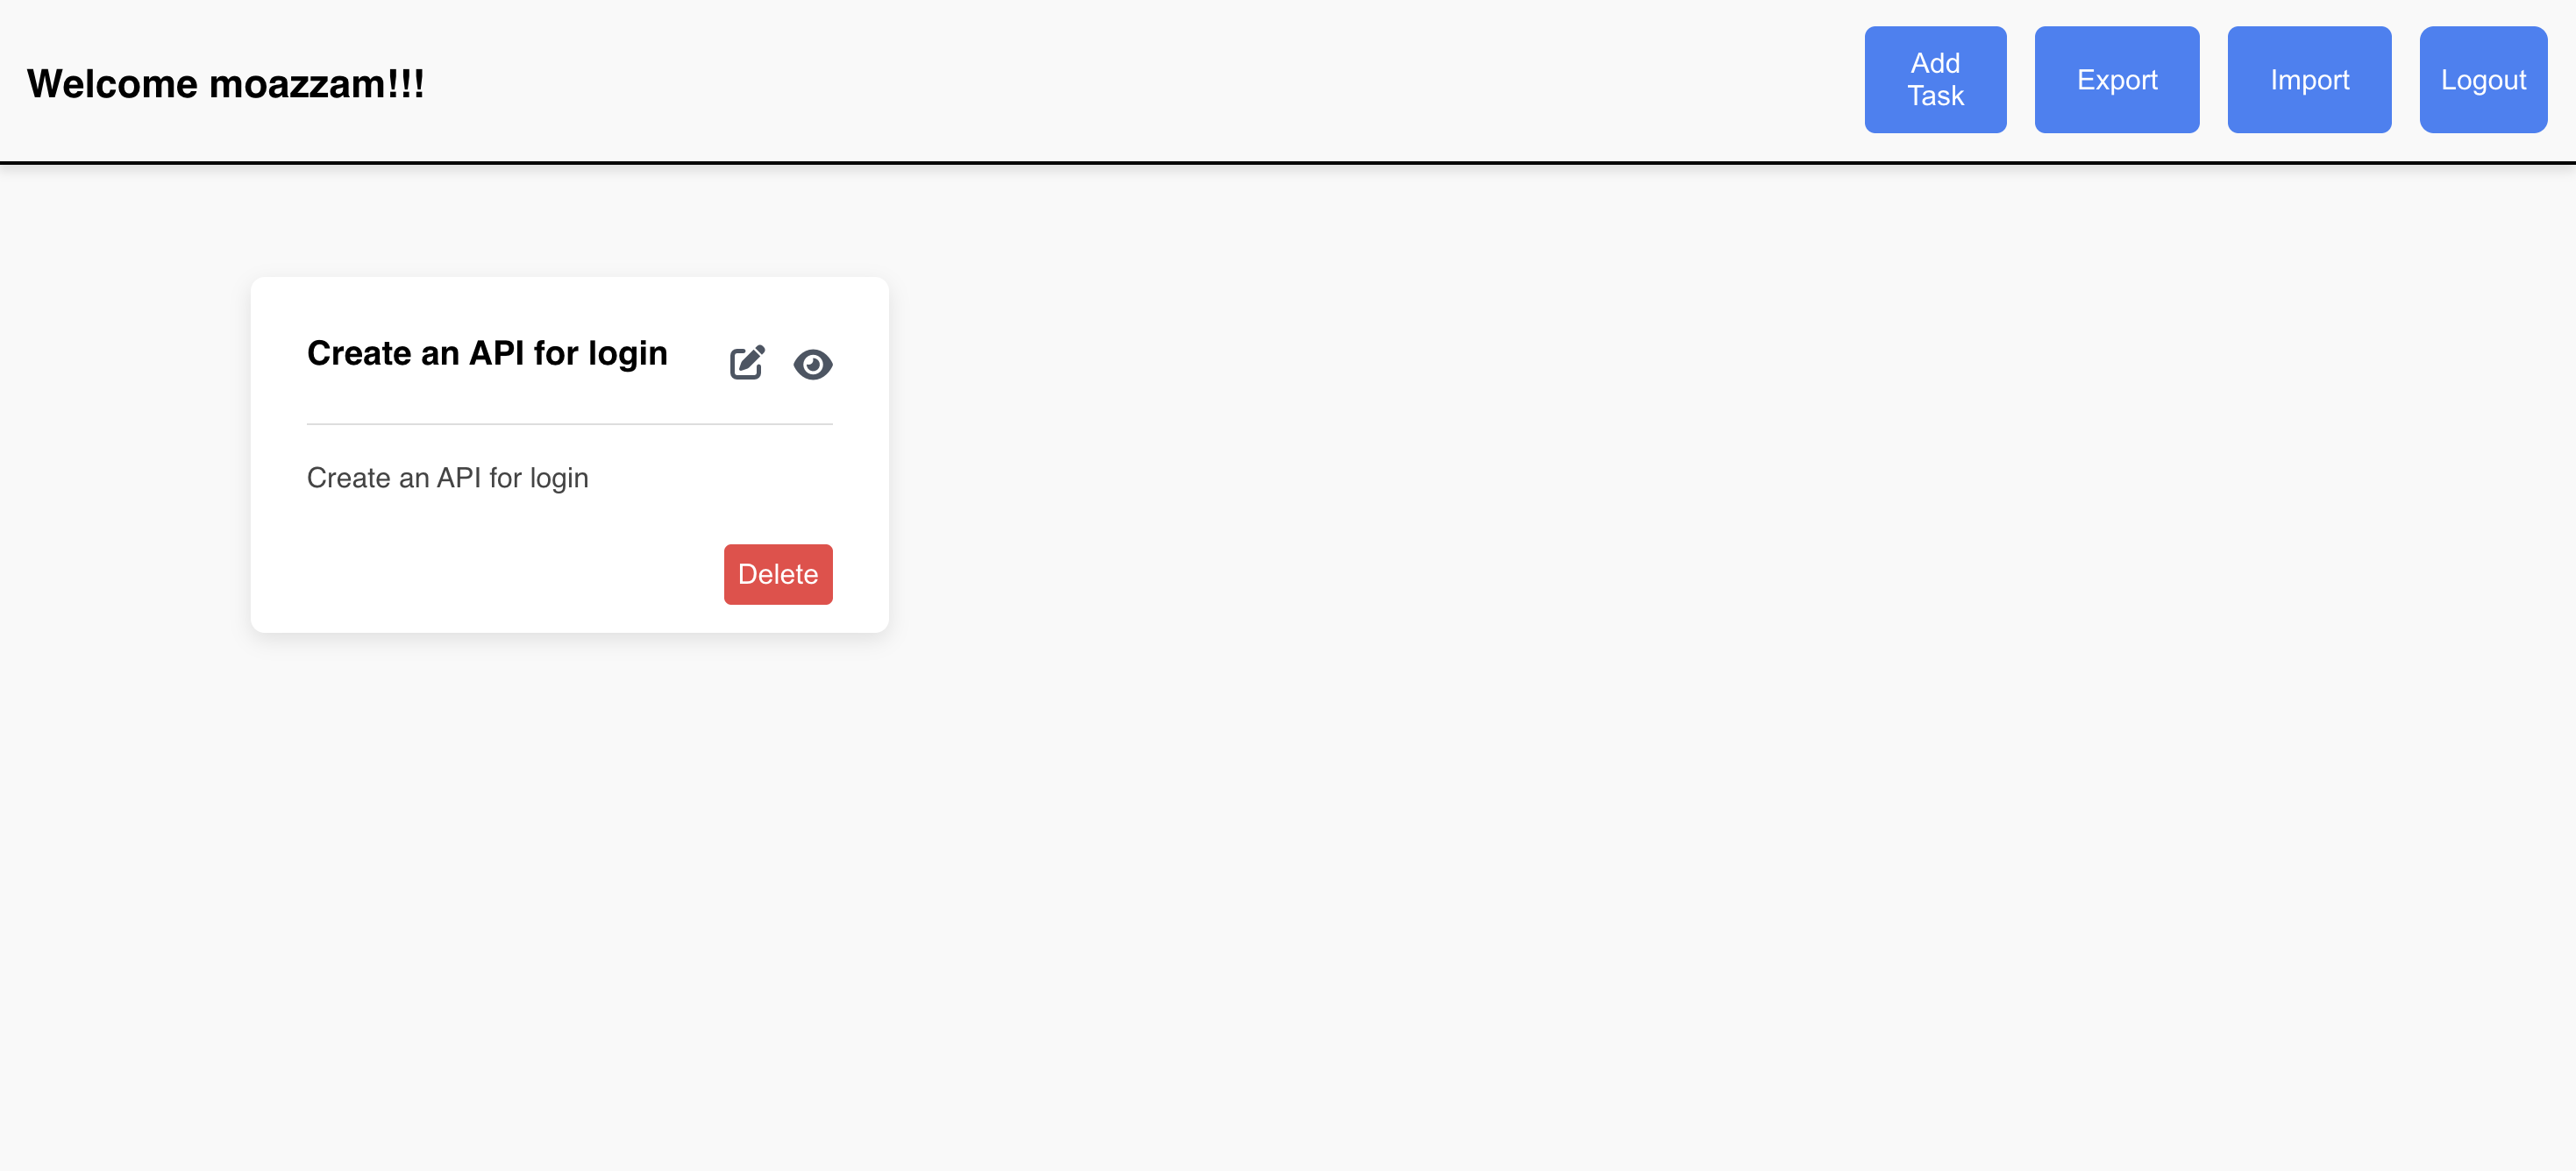 Welcome moazzam!!!
Add
Task
Export
Import
Logout
Create an API for login
Create an API for login
Delete